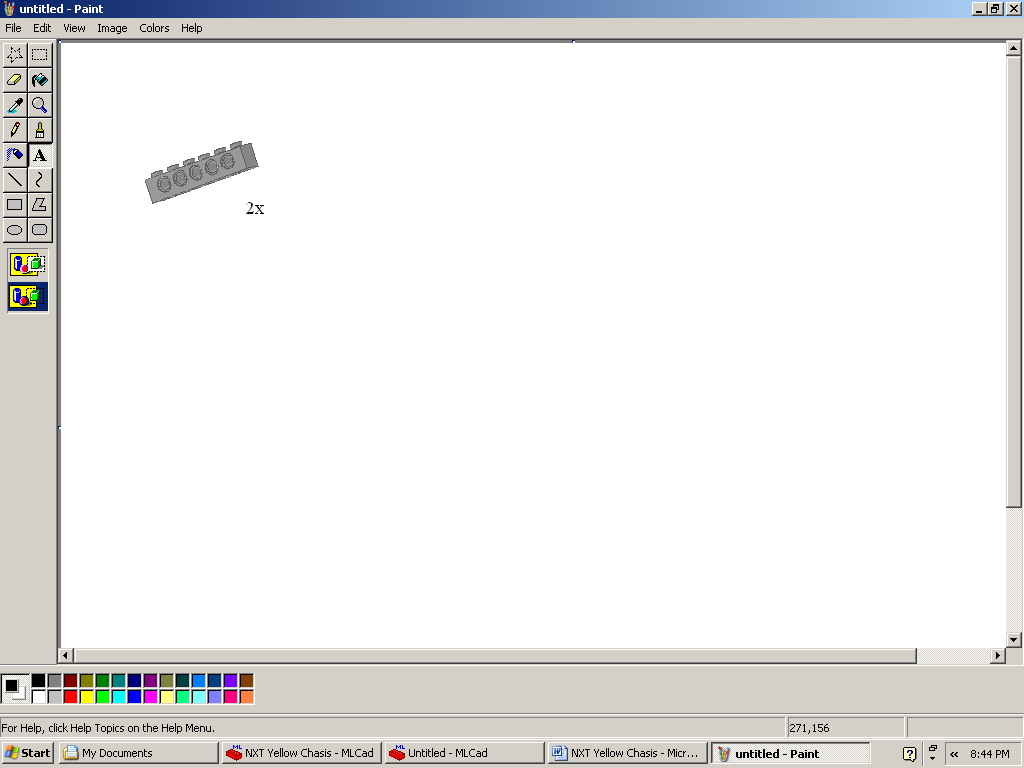 untitled - Paint
File Edit View Image Colors Help
A
2x
For Help, click Help Topics on the Help Menu.
271,156
Start
My Documents
ML NXT Yellow Chasis - MLCad
ML Untitled - MLCad
W NXT Yellow Chasis - Micr...
untitled - Paint
?
«
8:44 PM